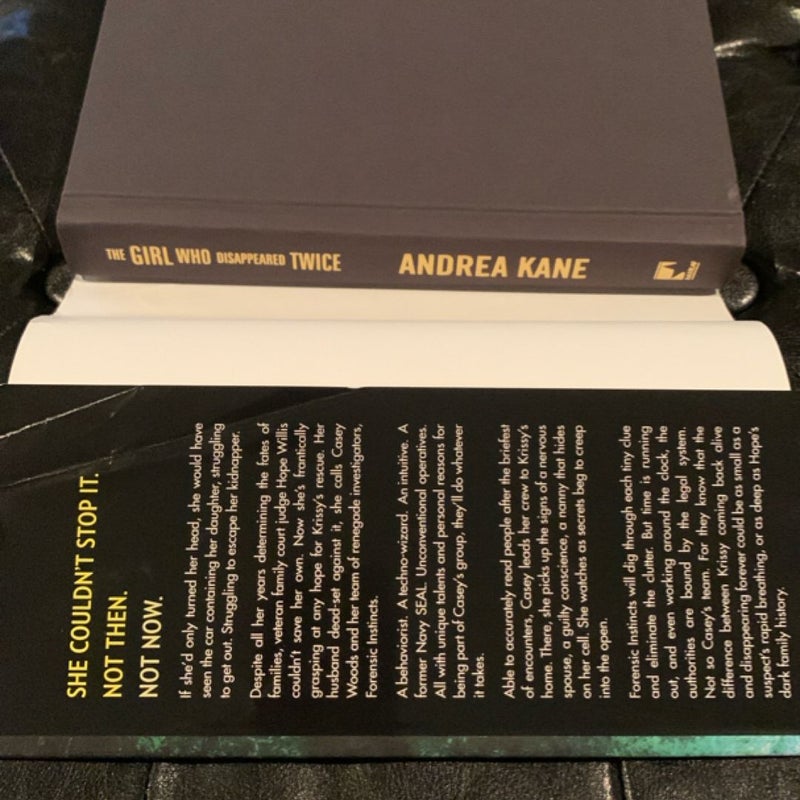 THE GIRL WHO DISAPPEARED TWICE ANDREA KANE
SHE COULDN'T STOP IT.
NOT THEN.
NOT NOW.
If she'd only turned her head, she would have
seen the car containing her daughter, struggling
to get out. Struggling to escape her kidnapper.
Despite all her years determining the fates of
families, veteran family court judge Hope Willis
couldn't save her own. Now she's frantically
grasping at any hope for Krissy's rescue. Her
husband dead-set against it, she calls Casey
Woods and her team of renegade investigators,
Forensic Instincts.
A behaviorist. A techno-wizard. An intuitive. A
former Navy SEAL. Unconventional operatives.
All with unique talents and personal reasons for
being part of Casey's group, they'll do whatever
it takes.
Able to accurately read people after the briefest
of encounters, Casey leads her crew to Krissy's
home. There, she picks up the signs of a nervous
spouse, a guilty conscience, a nanny that hides
on her cell. She watches as secrets beg to creep
into the open.
Forensic Instincts will dig through each tiny clue
and eliminate the clutter. But time is running
out, and even working around the clock, the
authorities are bound by the legal system.
Not so Casey's team. For they know that the
difference between Krissy coming back alive
and disappearing forever could be as small as a
suspect's rapid breathing, or as deep as Hope's
dark family history.